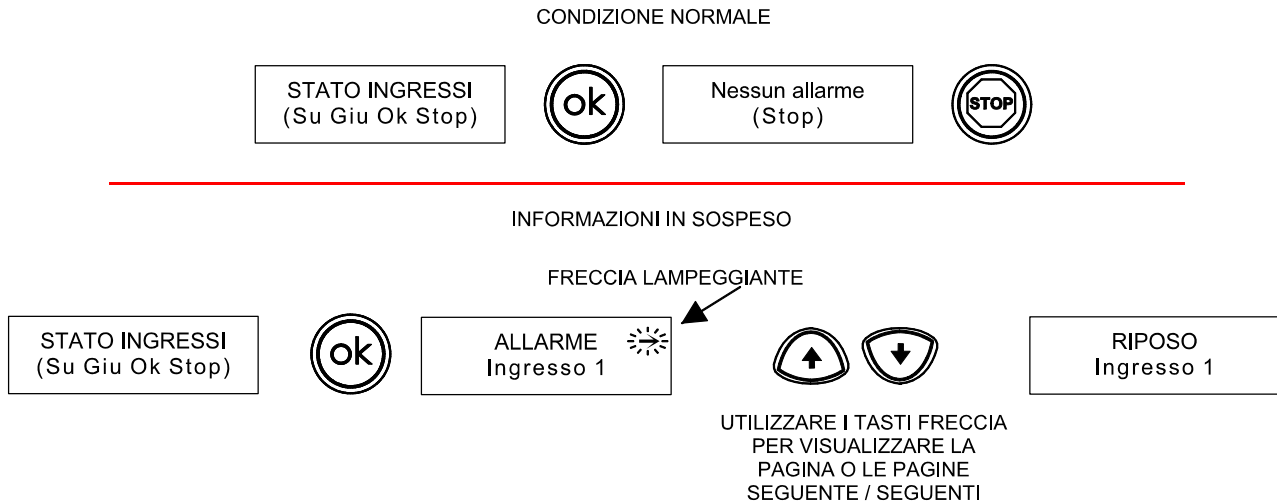 CONDIZIONE NORMALE
STATO INGRESSI
(Su Giu Ok Stop)
ok
Nessun allarme
(Stop)
STOP
INFORMAZIONI IN SOSPESO
FRECCIA LAMPEGGIANTE
STATO INGRESSI
(Su Giu Ok Stop)
ok
ALLARME
Ingresso 1
RIPOSO
Ingresso 1
UTILIZZARE I TASTI FRECCIA
PER VISUALIZZARE LA
PAGINA O LE PAGINE
SEGUENTE / SEGUENTI